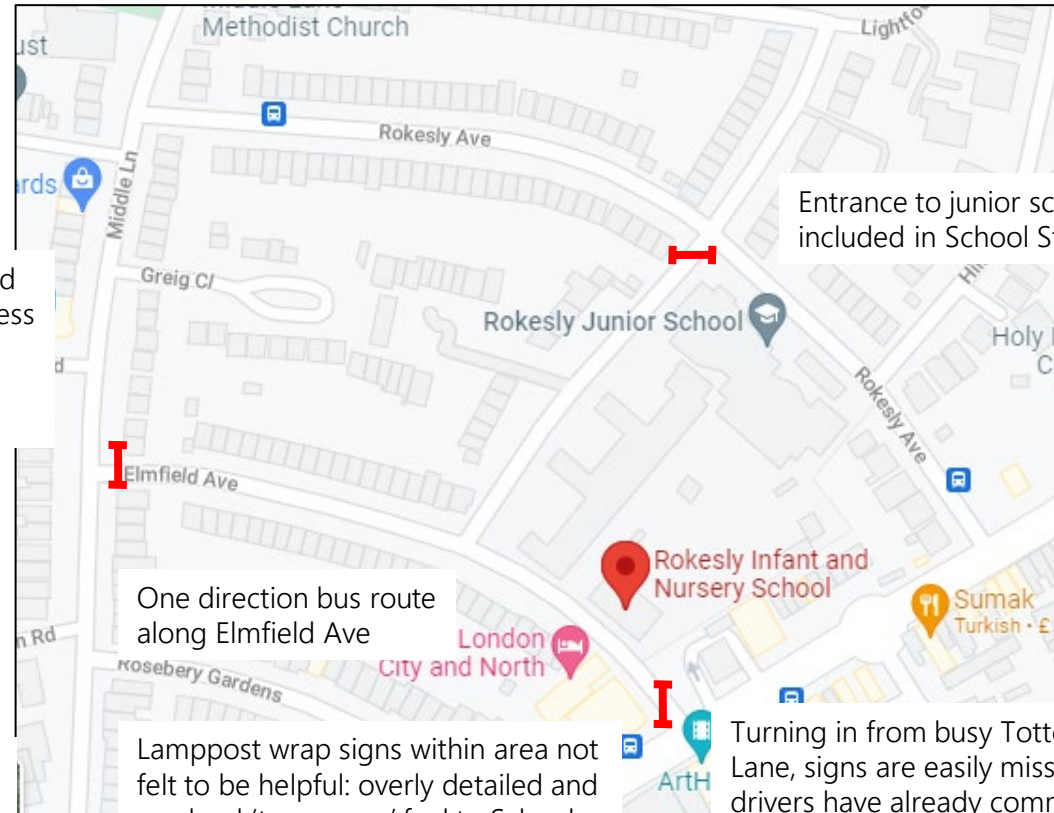 Methodist Church
ust
Rokesly Ave
Middle Ln
ards
Entrance to junior sc
included in School St
d
ess
Greig Cl
Rokesly Junior School
Holy
C
d
Rokesly Ave
Elmfield Ave
Rokesly Infant and
Nursery School
Sumak
Turkish • £
One direction bus route
along Elmfield Ave
n Rd
London
City and North
Rosebery Gardens
Lamppost wrap signs within area not
felt to be helpful: overly detailed and
Turning in from busy Totte
Lane, signs are easily miss
drivers have already comm
ArtH